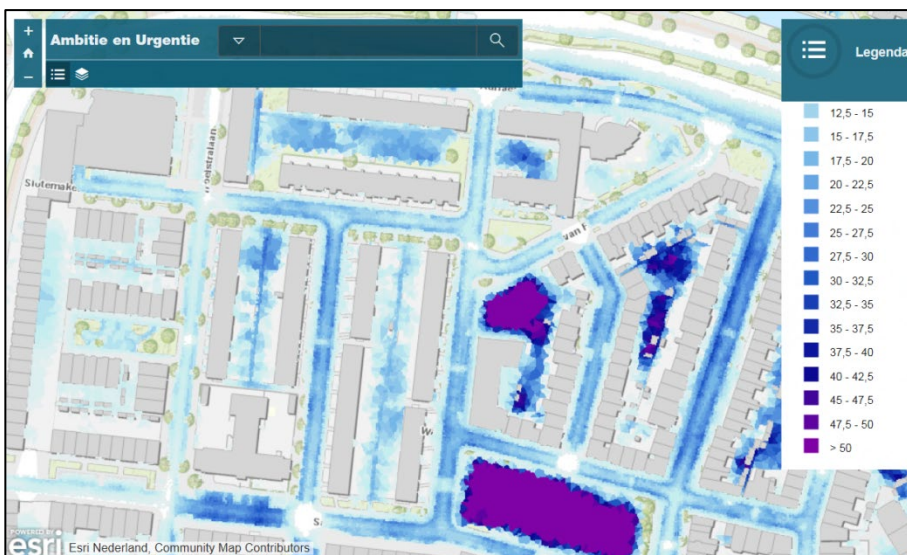 Ambitie en Urgentie
Legenda
12,5 - 15
15 - 17,5
17,5 - 20
20 - 22,5
22,5 - 25
25 - 27,5
27,5 - 30
30 - 32,5
32,5 - 35
35 - 37,5
37,5 - 40
40 - 42,5
45 - 47,5
47,5 - 50
> 50
van
POWERED BY
esri
Esri Nederland, Community Map Contributors